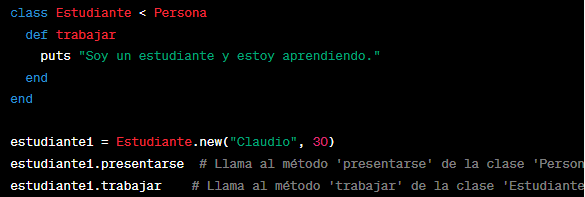 class Estudiante < Persona
  def trabajar
    puts "Soy un estudiante y estoy aprendiendo."
  end
end

estudiante1 = Estudiante.new("Claudio", 30)
estudiante1.presentarse  # Llama al método 'presentarse' de la clase 'Person
estudiante1.trabajar    # Llama al método 'trabajar' de la clase 'Estudiante